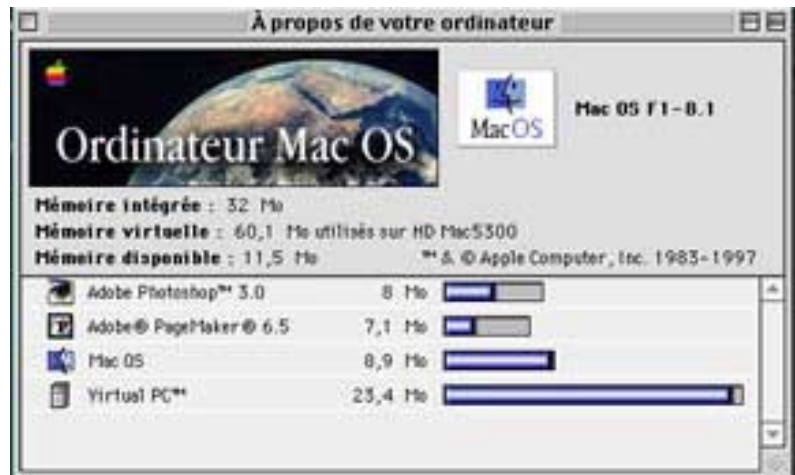 À propos de votre ordinateur
Ordinateur Mac OS
MacOS
Mac OS F1-8.1
Mémoire intégrée : 32 Mo
Mémoire virtuelle : 60,1 Mo utilisés sur HD Mac5300
Mémoire disponible : 11,5 Mo ™ & © Apple Computer, Inc. 1983-1997
Adobe Photoshop™ 3.0 8 Mo
Adobe® PageMaker® 6.5 7,1 Mo
Mac OS 8,9 Mo
Virtual PC™ 23,4 Mo